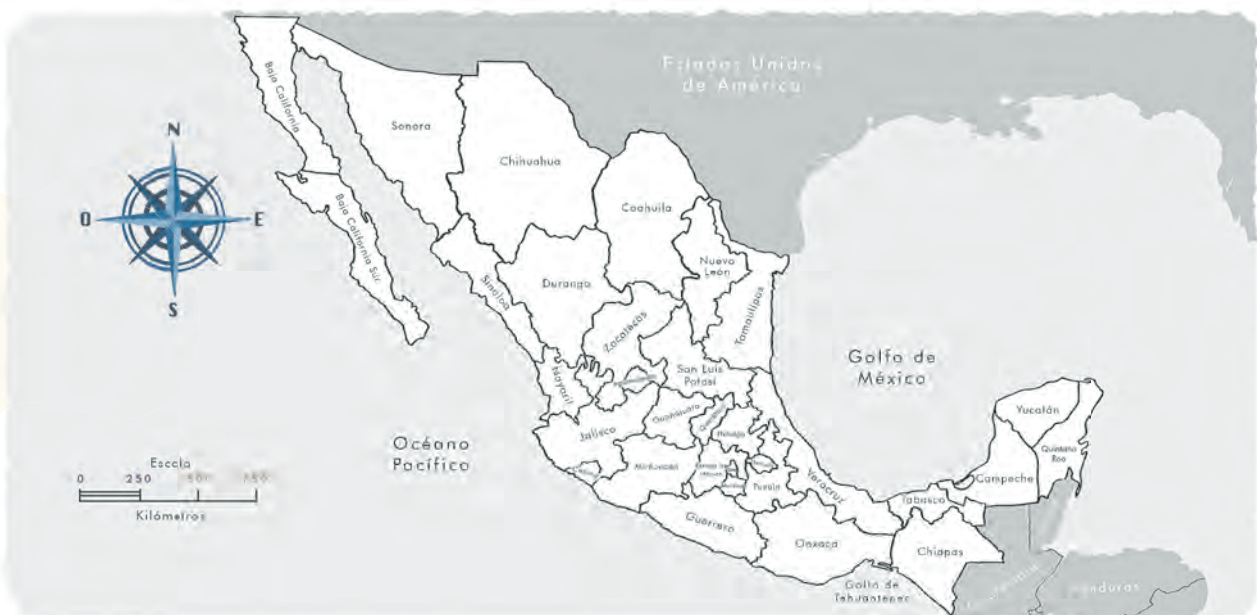 Estados Unidos
de América
Baja California
Sonora
Chihuahua
N
Coahuila
O
E
Baja California Sur
Nuevo
León
Sinaloa
Durango
S
Tamaulipas
Zacatecas
Golfo de
México
San Luis
Potosí
Nayarit
Yucatán
Guanajuato
Jalisco
Hidalgo
Océano
Pacífico
Quintana
Roo
Escala
Michoacán
0 250 500 750
Campeche
Puebla
Veracruz
Tabasco
Kilómetros
Guerrero
Oaxaca
Chiapas
Golfo de
Tehuantepec
Honduras